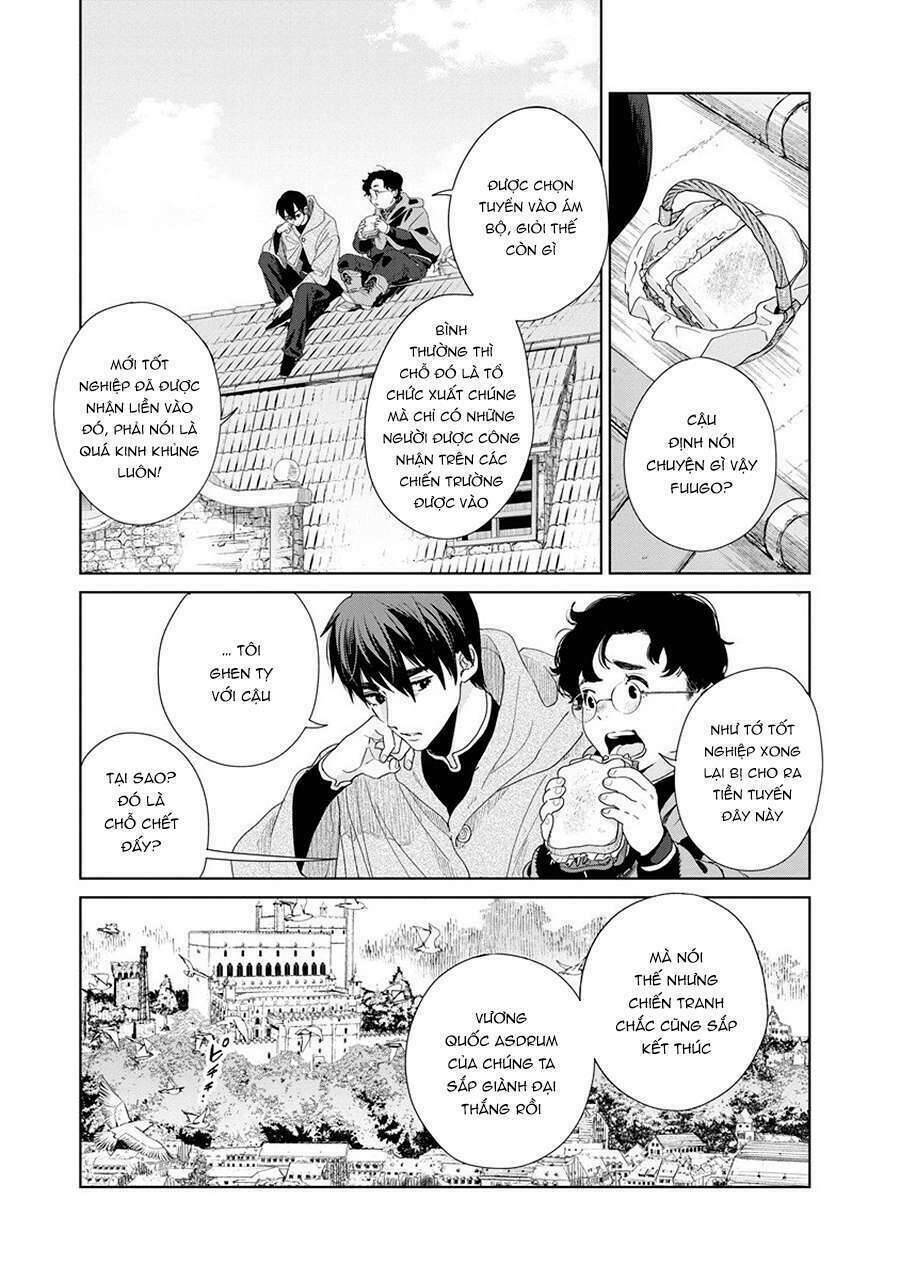 CẬU
ĐỊNH NÓI
CHUYỆN GÌ VẬY
FUUGO?
ĐƯỢC CHỌN
TUYỂN VÀO ÁM
BỘ, GIỎI THẾ
CÒN GÌ
BÌNH
THƯỜNG THÌ
CHỖ ĐÓ LÀ TỔ
CHỨC XUẤT CHÚNG
MÀ CHỈ CÓ NHỮNG
NGƯỜI ĐƯỢC CÔNG
NHẬN TRÊN CÁC
CHIẾN TRƯỜNG
ĐƯỢC VÀO
MỚI TỐT
NGHIỆP ĐÃ ĐƯỢC
NHẬN LIỀN VÀO
ĐÓ, PHẢI NÓI LÀ
QUÁ KINH KHỦNG
LUÔN!
NHƯ TỚ TỐT
NGHIỆP XONG
LẠI BỊ CHO RA
TIỀN TUYẾN
ĐÂY NÀY
... TÔI
GHEN TỴ
VỚI CẬU
TẠI SAO?
ĐÓ LÀ
CHỖ CHẾT
ĐẤY?
MÀ NÓI
THẾ NHƯNG
CHIẾN TRANH
CHẮC CŨNG SẮP
KẾT THÚC
VƯƠNG
QUỐC ASDRUM
CỦA CHÚNG TA
SẮP GIÀNH ĐẠI
THẮNG RỒI